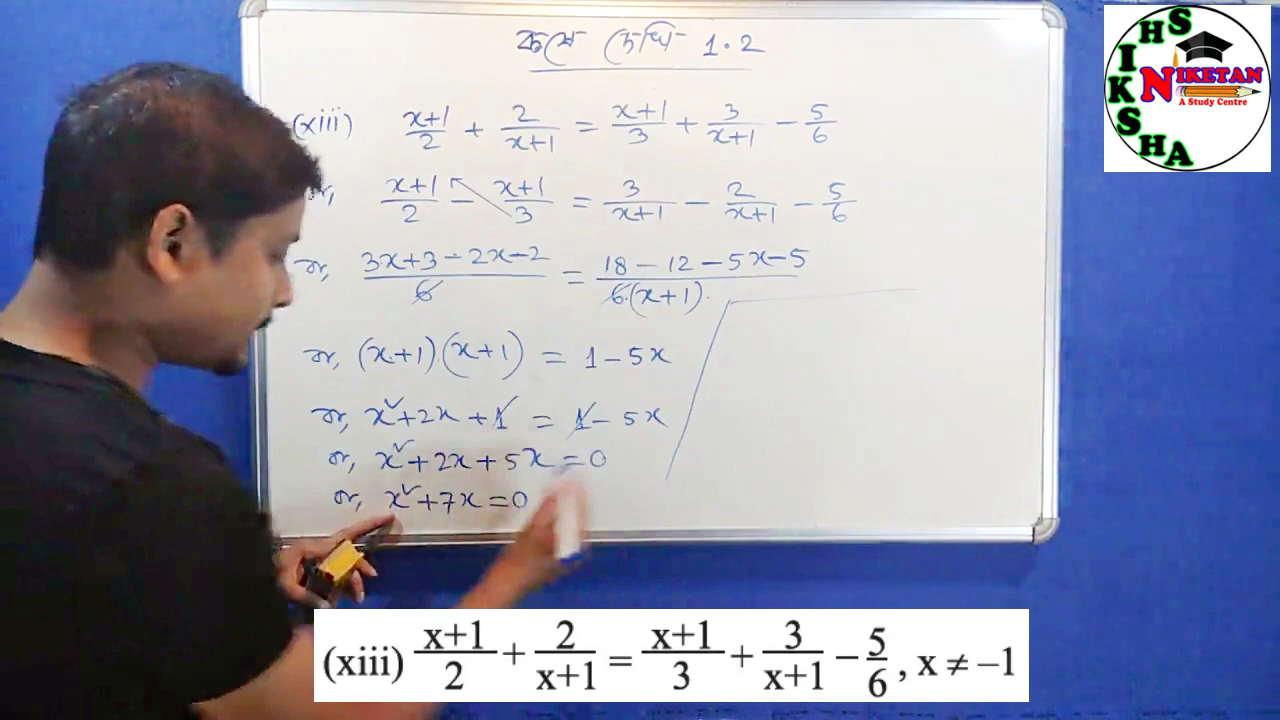 কষে দেখি 1.2
(xiii) x+1/2 + 2/x+1 = x+1/3 + 3/x+1 − 5/6
বা, x+1/2 − x+1/3 = 3/x+1 − 2/x+1 − 5/6
বা, 3x+3−2x−2/6 = 18−12−5x−5/6.(x+1)
বা, (x+1).(x+1) = 1−5x
বা, x²+2x+1 = 1−5x
বা, x²+2x+5x=0
বা, x²+7x=0
SHIKSHA
NIKETAN
A Study Centre
(xiii) x+1/2 + 2/x+1 = x+1/3 + 3/x+1 − 5/6, x ≠ −1